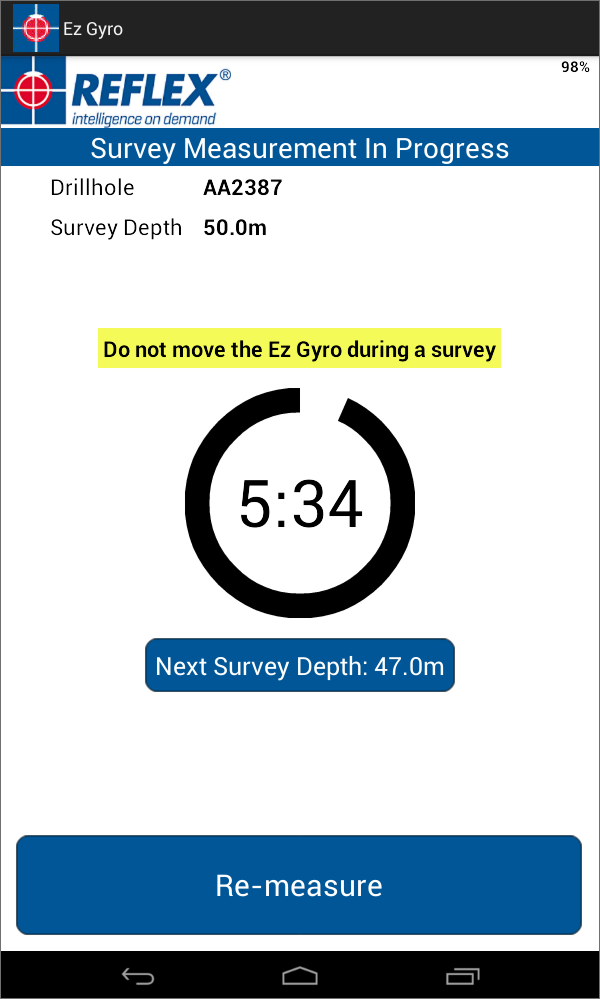 Ez Gyro
98%
REFLEX®
intelligence on demand
Survey Measurement In Progress
Drillhole AA2387
Survey Depth 50.0m
Do not move the Ez Gyro during a survey
5:34
Next Survey Depth: 47.0m
Re-measure